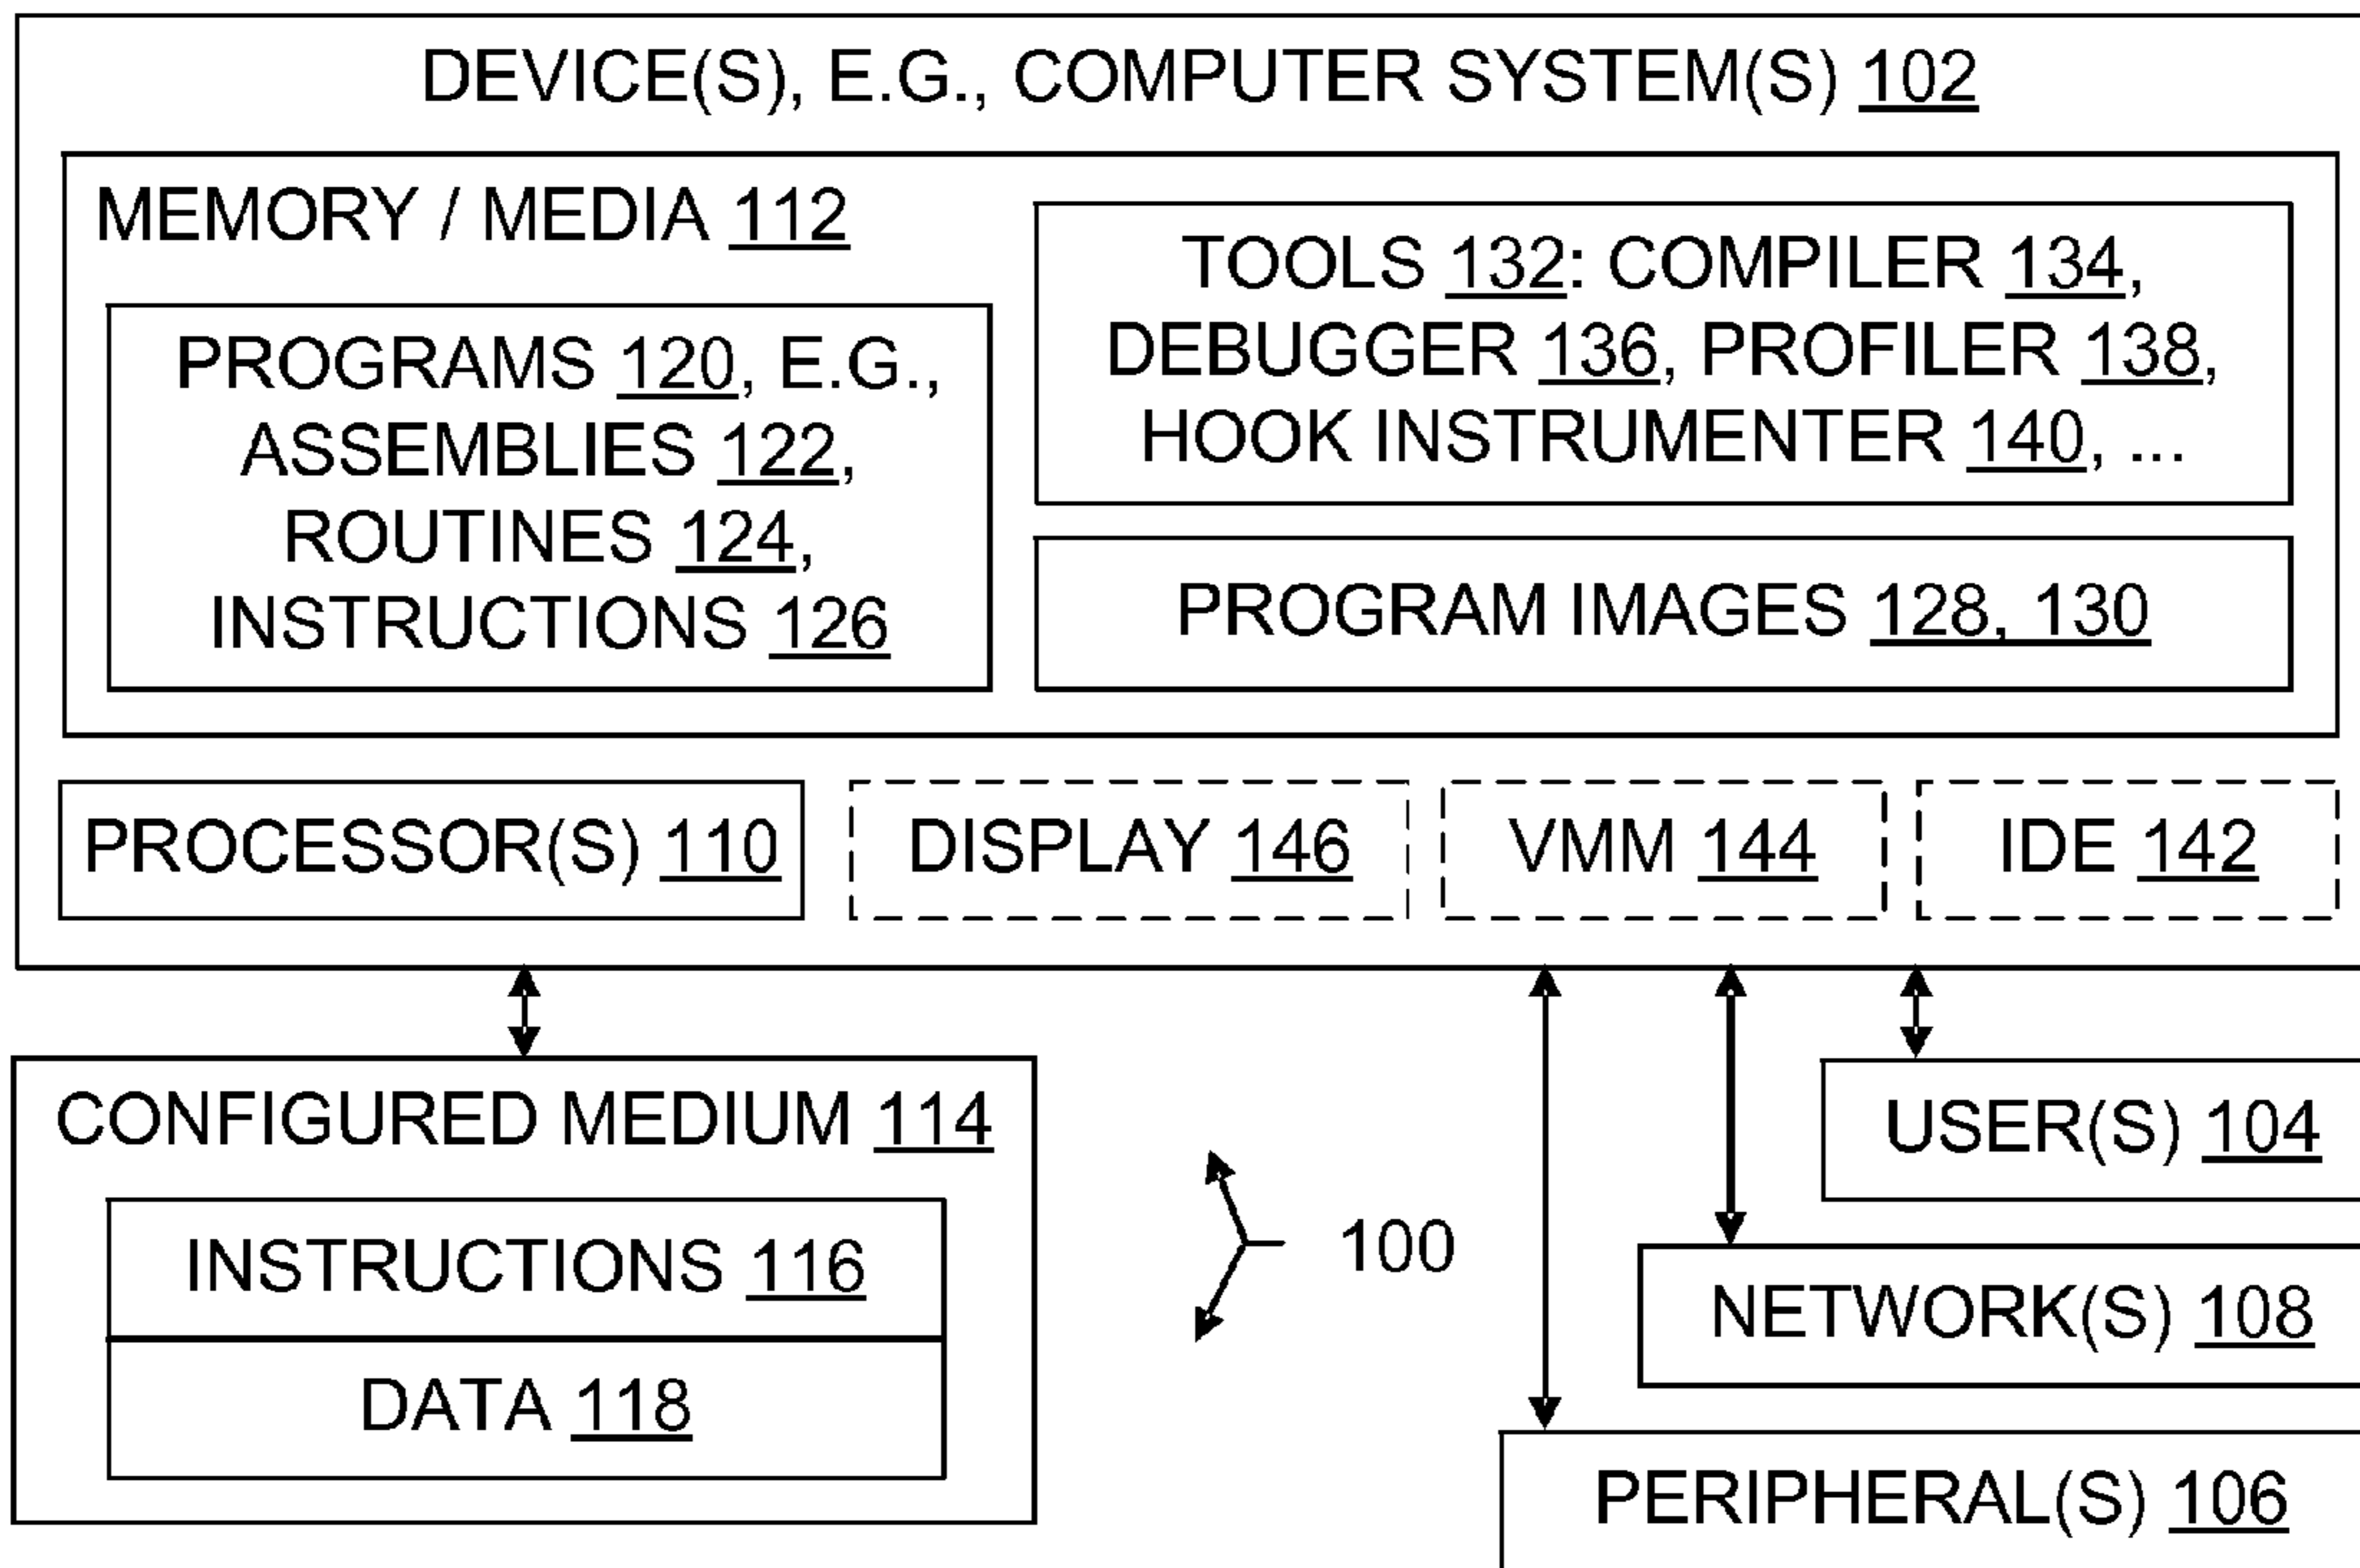 DEVICE(S), E.G., COMPUTER SYSTEM(S) 102
MEMORY / MEDIA 112
PROGRAMS 120, E.G.,
ASSEMBLIES 122,
ROUTINES 124,
INSTRUCTIONS 126
TOOLS 132: COMPILER 134,
DEBUGGER 136, PROFILER 138,
HOOK INSTRUMENTER 140, ...
PROGRAM IMAGES 128, 130
PROCESSOR(S) 110
DISPLAY 146
VMM 144
IDE 142
CONFIGURED MEDIUM 114
INSTRUCTIONS 116
DATA 118
100
USER(S) 104
NETWORK(S) 108
PERIPHERAL(S) 106